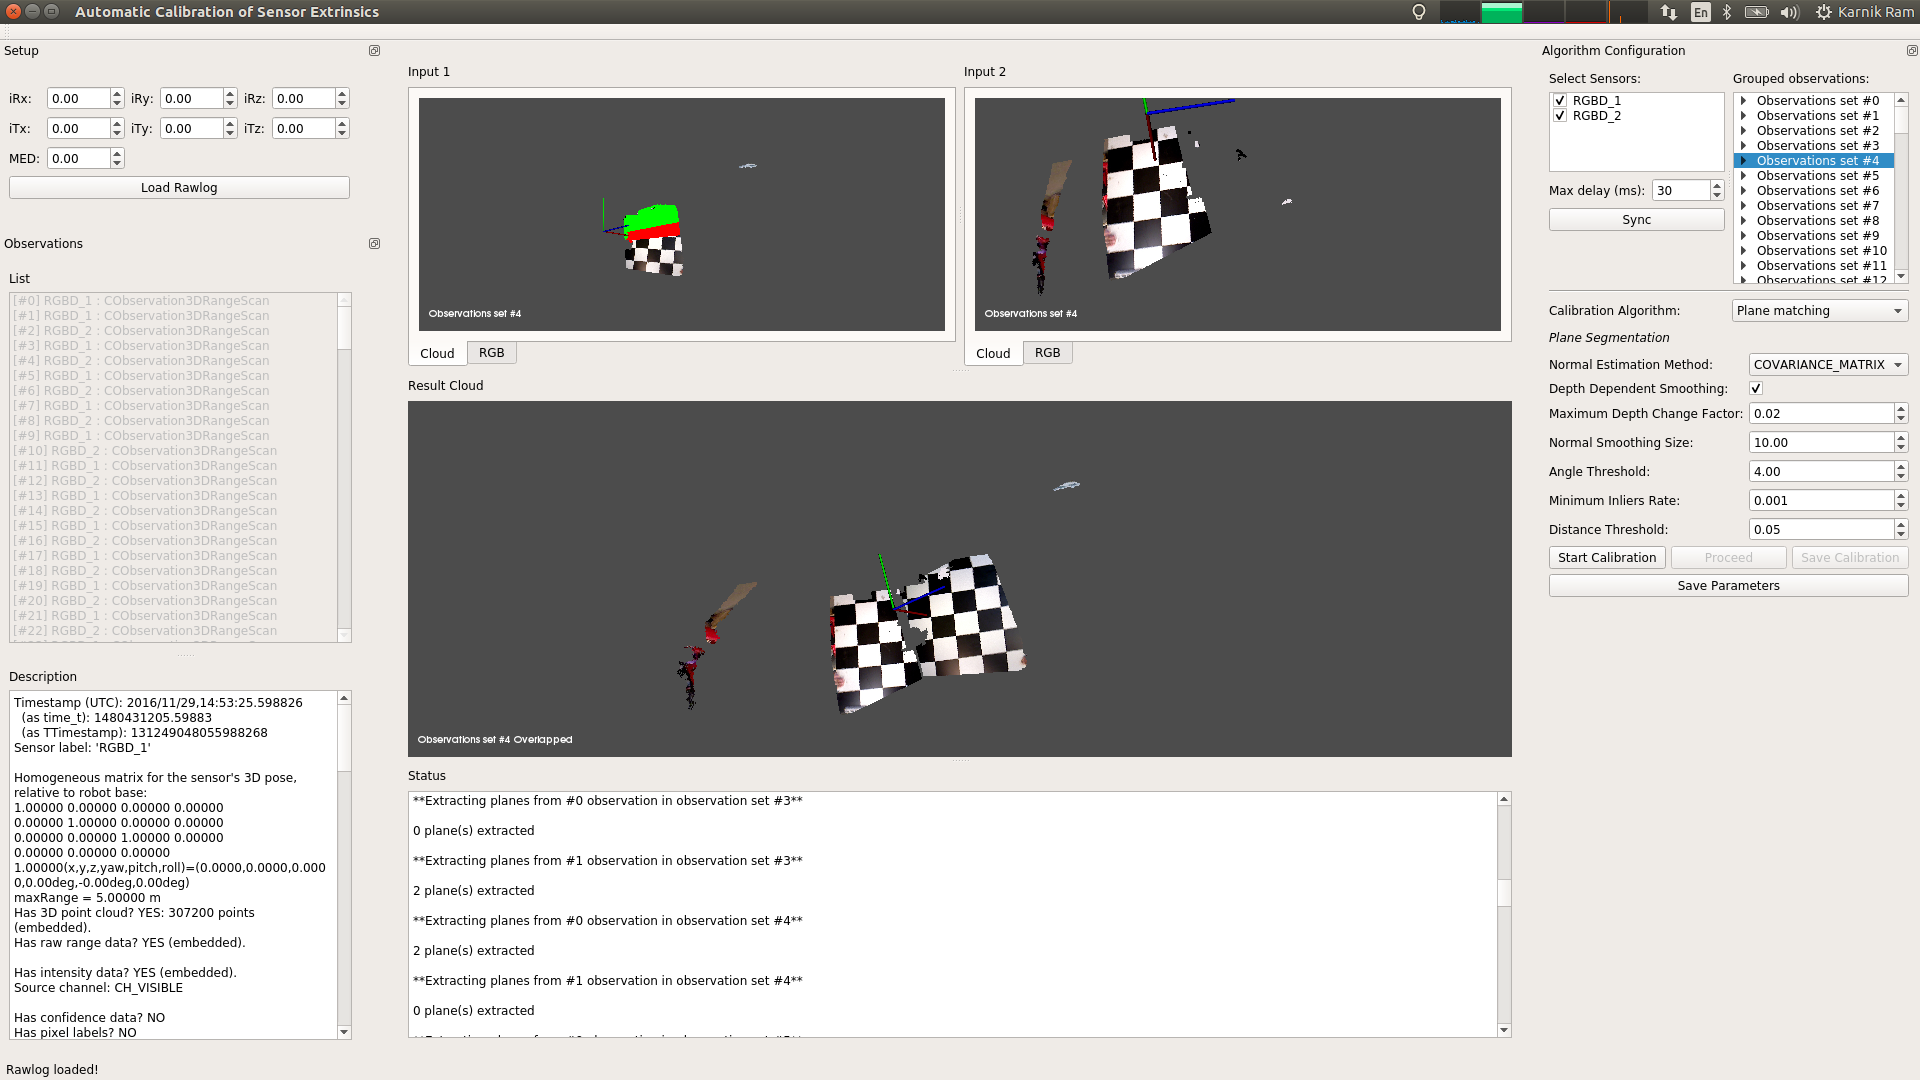 Automatic Calibration of Sensor Extrinsics
En
Karnik Ram
Setup
iRx: 0.00 iRy: 0.00 iRz: 0.00
iTx: 0.00 iTy: 0.00 iTz: 0.00
MED: 0.00
Load Rawlog
Observations
List
[#0] RGBD_1 : CObservation3DRangeScan
[#1] RGBD_1 : CObservation3DRangeScan
[#2] RGBD_2 : CObservation3DRangeScan
[#3] RGBD_1 : CObservation3DRangeScan
[#4] RGBD_2 : CObservation3DRangeScan
[#5] RGBD_1 : CObservation3DRangeScan
[#6] RGBD_2 : CObservation3DRangeScan
[#7] RGBD_1 : CObservation3DRangeScan
[#8] RGBD_2 : CObservation3DRangeScan
[#9] RGBD_1 : CObservation3DRangeScan
[#10] RGBD_2 : CObservation3DRangeScan
[#11] RGBD_1 : CObservation3DRangeScan
[#12] RGBD_2 : CObservation3DRangeScan
[#13] RGBD_1 : CObservation3DRangeScan
[#14] RGBD_2 : CObservation3DRangeScan
[#15] RGBD_1 : CObservation3DRangeScan
[#16] RGBD_2 : CObservation3DRangeScan
[#17] RGBD_1 : CObservation3DRangeScan
[#18] RGBD_2 : CObservation3DRangeScan
[#19] RGBD_1 : CObservation3DRangeScan
[#20] RGBD_2 : CObservation3DRangeScan
[#21] RGBD_1 : CObservation3DRangeScan
[#22] RGBD_2 : CObservation3DRangeScan
Description
Timestamp (UTC): 2016/11/29,14:53:25.598826
(as time_t): 1480431205.59883
(as TTimestamp): 131249048055988268
Sensor label: 'RGBD_1'
Homogeneous matrix for the sensor's 3D pose,
relative to robot base:
1.00000 0.00000 0.00000 0.00000
0.00000 1.00000 0.00000 0.00000
0.00000 0.00000 1.00000 0.00000
0.00000 0.00000 0.00000
1.00000(x,y,z,yaw,pitch,roll)=(0.0000,0.0000,0.000
0,0.00deg,-0.00deg,0.00deg)
maxRange = 5.00000 m
Has 3D point cloud? YES: 307200 points
(embedded).
Has raw range data? YES (embedded).
Has intensity data? YES (embedded).
Source channel: CH_VISIBLE
Has confidence data? NO
Has pixel labels? NO
Rawlog loaded!
Input 1
Observations set #4
Cloud RGB
Input 2
Observations set #4
Cloud RGB
Result Cloud
Observations set #4 Overlapped
Status
**Extracting planes from #0 observation in observation set #3**
0 plane(s) extracted
**Extracting planes from #1 observation in observation set #3**
2 plane(s) extracted
**Extracting planes from #0 observation in observation set #4**
2 plane(s) extracted
**Extracting planes from #1 observation in observation set #4**
0 plane(s) extracted
Algorithm Configuration
Select Sensors:
RGBD_1
RGBD_2
Max delay (ms): 30
Sync
Grouped observations:
Observations set #0
Observations set #1
Observations set #2
Observations set #3
Observations set #4
Observations set #5
Observations set #6
Observations set #7
Observations set #8
Observations set #9
Observations set #10
Observations set #11
Observations set #12
Calibration Algorithm: Plane matching
Plane Segmentation
Normal Estimation Method: COVARIANCE_MATRIX
Depth Dependent Smoothing:
Maximum Depth Change Factor: 0.02
Normal Smoothing Size: 10.00
Angle Threshold: 4.00
Minimum Inliers Rate: 0.001
Distance Threshold: 0.05
Start Calibration Proceed Save Calibration
Save Parameters